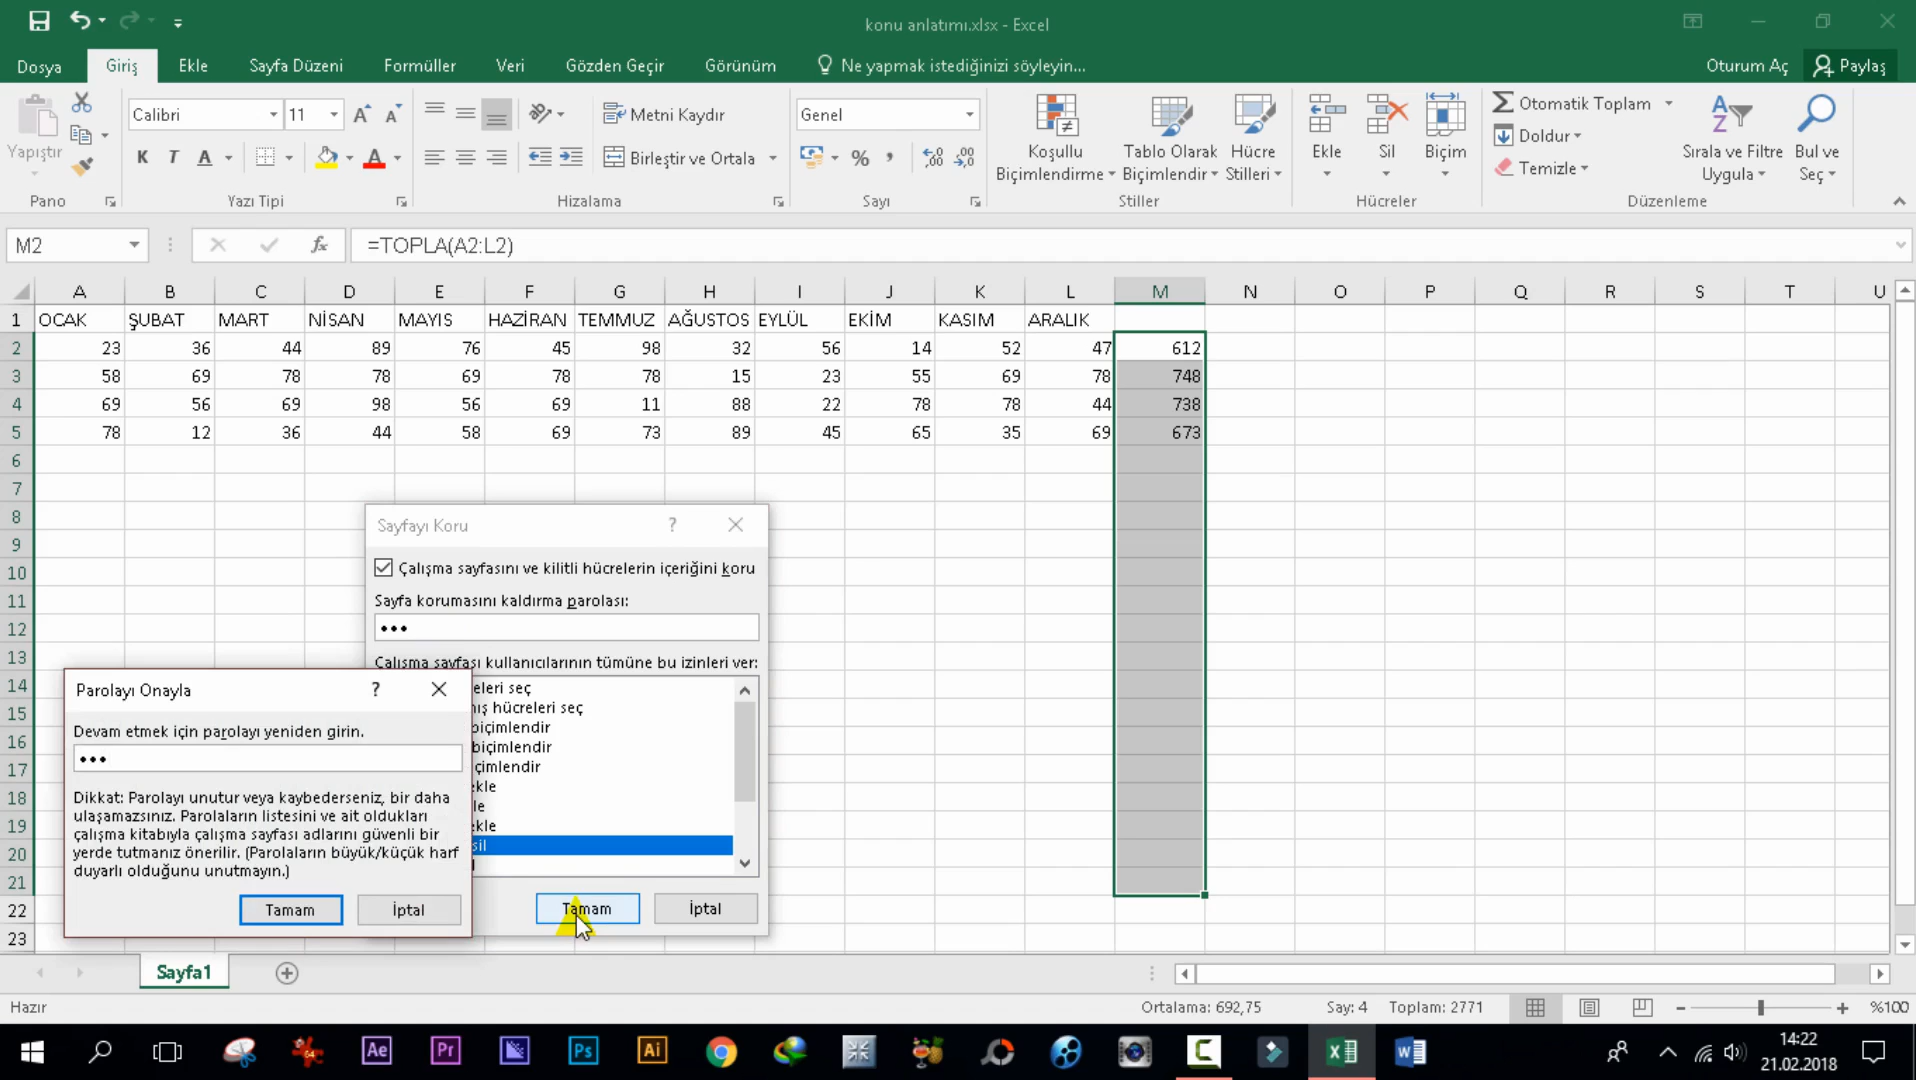 konu anlatımı.xlsx - Excel
Dosya Giriş Ekle Sayfa Düzeni Formüller Veri Gözden Geçir Görünüm Ne yapmak istediğinizi söyleyin... Oturum Aç Paylaş
Yapıştır
Calibri 11
K T A A
Metni Kaydır
Birleştir ve Ortala
Genel
%
Koşullu
Biçimlendirme
Tablo Olarak
Biçimlendir
Hücre
Stilleri
Ekle
Sil
Biçim
Otomatik Toplam
Doldur
Temizle
Sırala ve Filtre
Uygula
Bul ve
Seç
Pano Yazı Tipi Hizalama Sayı Stiller Hücreler Düzenleme
M2 fx =TOPLA(A2:L2)
A B C D E F G H I J K L M N O P Q R S T U
1 OCAK ŞUBAT MART NİSAN MAYIS HAZİRAN TEMMUZ AĞUSTOS EYLÜL EKİM KASIM ARALIK
2 23 36 44 89 76 45 98 32 56 14 52 47 612
3 58 69 78 78 69 78 78 15 23 55 69 78 748
4 69 56 69 98 56 69 11 88 22 78 78 44 738
5 78 12 36 44 58 69 73 89 45 65 35 69 673
6
7
8
9
10
11
12
13
14
15
16
17
18
19
20
21
22
23
Sayfayı Koru ?
Çalışma sayfasını ve kilitli hücrelerin içeriğini koru
Sayfa korumasını kaldırma parolası:
•••
Çalışma sayfası kullanıcılarının tümüne bu izinleri ver:
eleri seç
ış hücreleri seç
biçimlendir
biçimlendir
çimlendir
ekle
le
ekle
sil
Tamam İptal
Parolayı Onayla ?
Devam etmek için parolayı yeniden girin.
•••
Dikkat: Parolayı unutur veya kaybederseniz, bir daha
ulaşamazsınız. Parolaların listesini ve ait oldukları
çalışma kitabıyla çalışma sayfası adlarını güvenli bir
yerde tutmanız önerilir. (Parolaların büyük/küçük harf
duyarlı olduğunu unutmayın.)
Tamam İptal
Sayfa1
Hazır Ortalama: 692,75 Say: 4 Toplam: 2771 %100
Ae Pr Ps Ai
14:22
21.02.2018